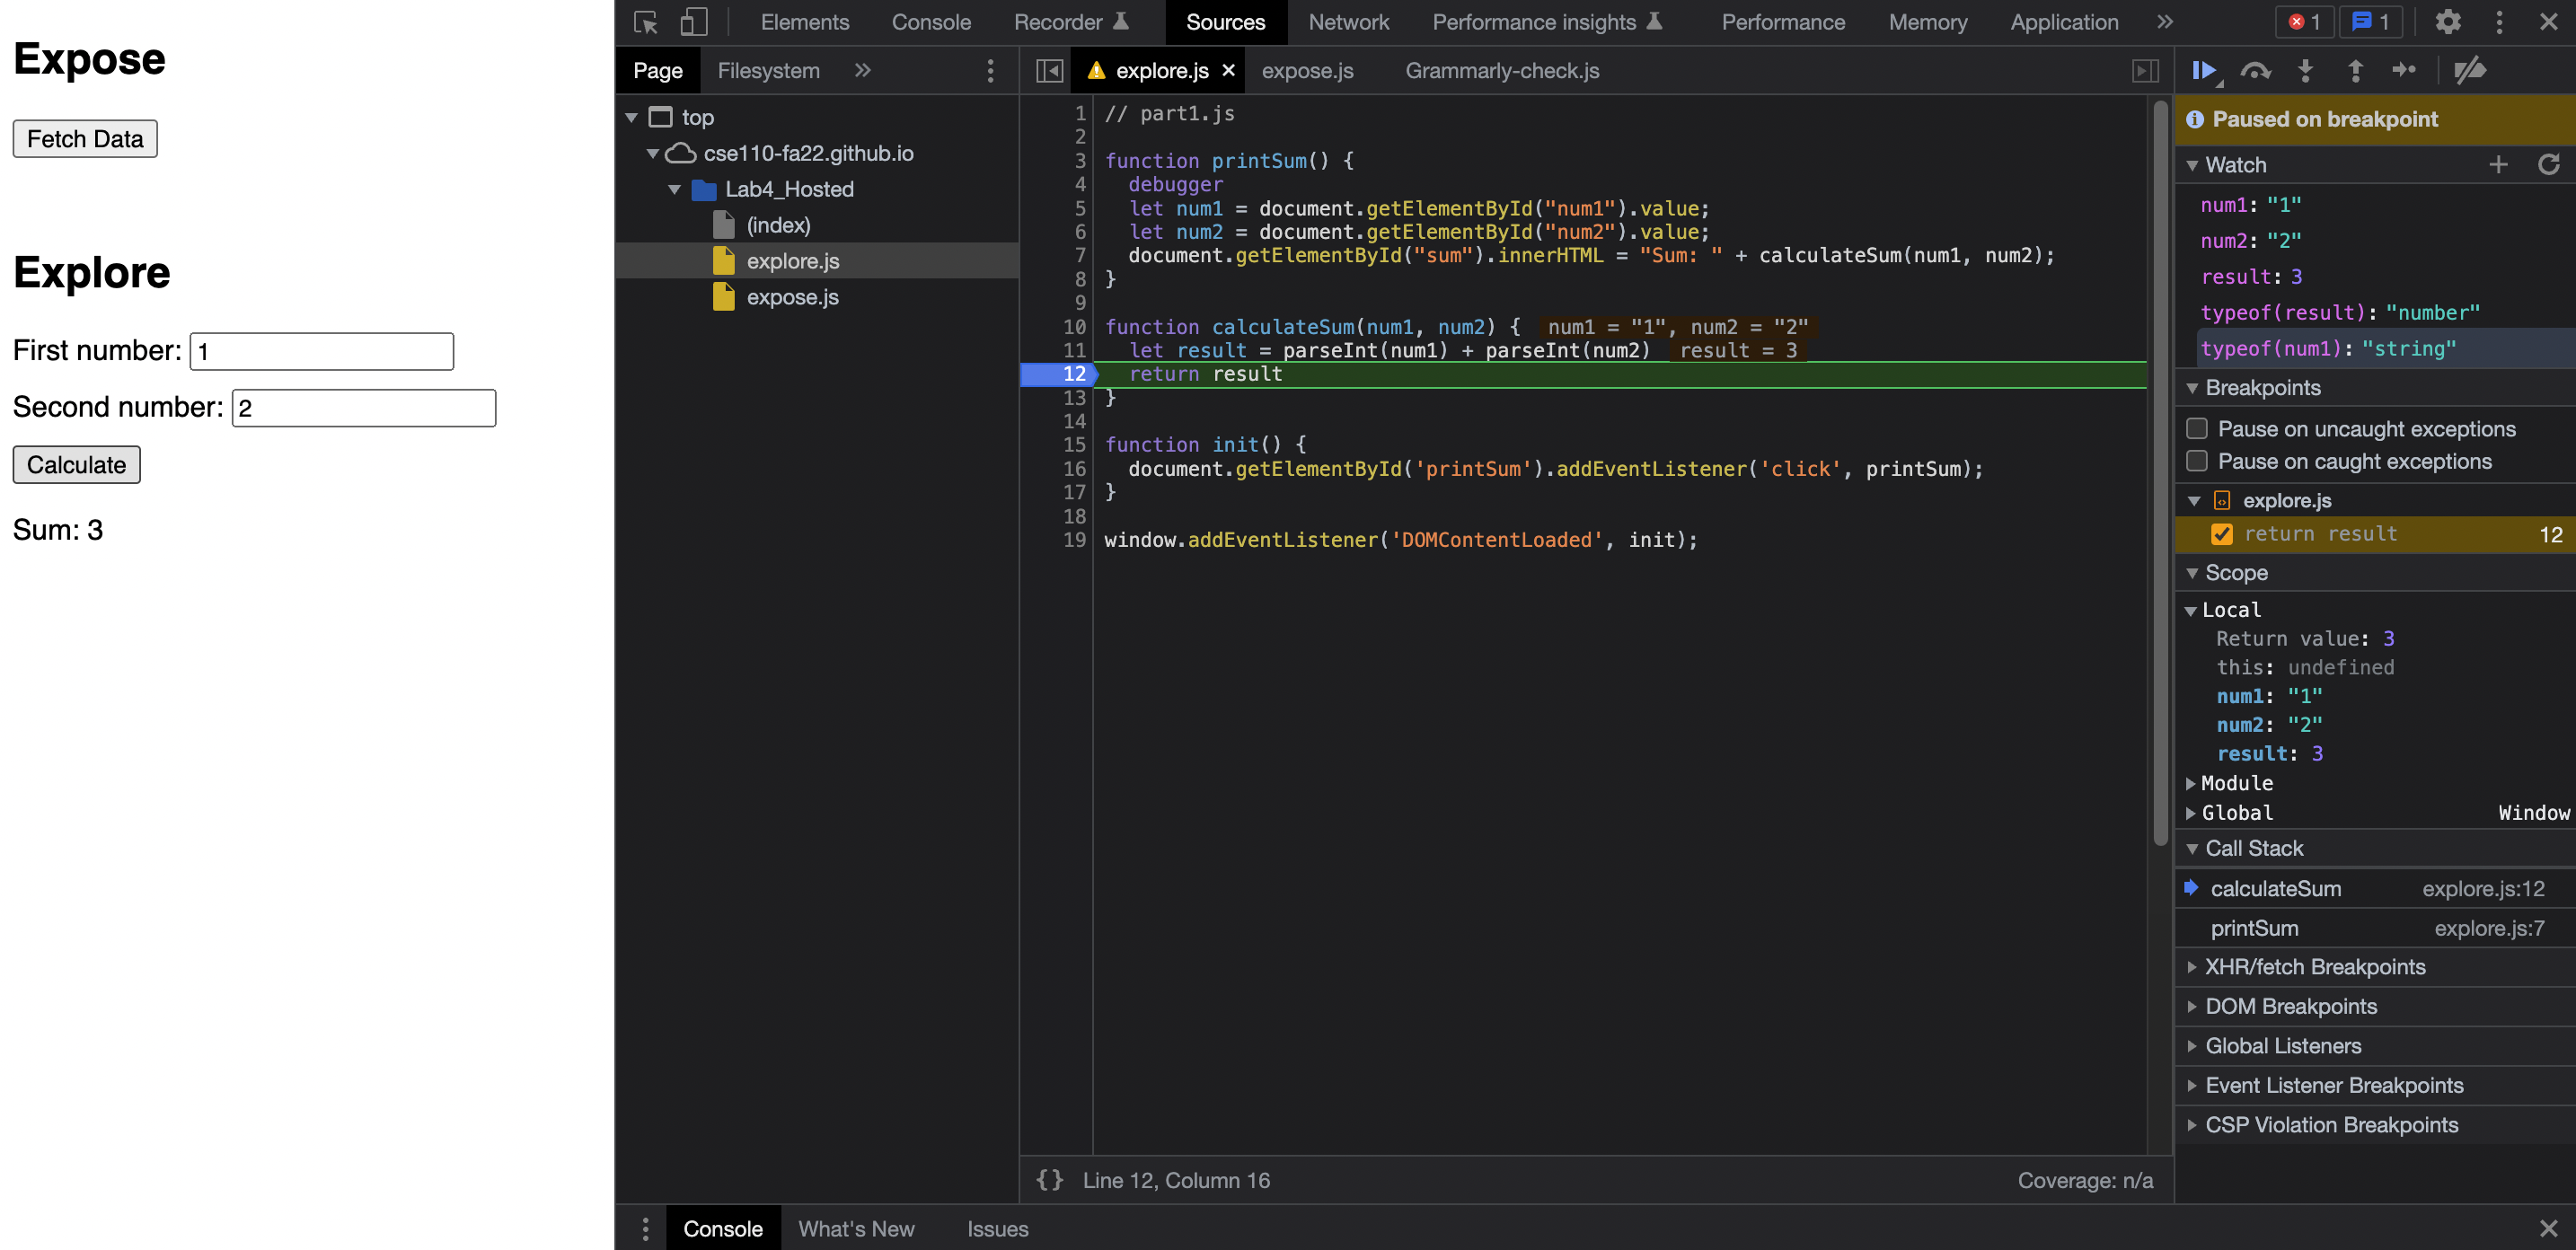 Expose
Fetch Data
Explore
First number: 1
Second number: 2
Calculate
Sum: 3
Elements Console Recorder Sources Network Performance insights Performance Memory Application » 1 1
Page Filesystem »
top
cse110-fa22.github.io
Lab4_Hosted
(index)
explore.js
expose.js
explore.js × expose.js Grammarly-check.js
1 // part1.js
2
3 function printSum() {
4 debugger
5 let num1 = document.getElementById("num1").value;
6 let num2 = document.getElementById("num2").value;
7 document.getElementById("sum").innerHTML = "Sum: " + calculateSum(num1, num2);
8 }
9
10 function calculateSum(num1, num2) { num1 = "1", num2 = "2"
11 let result = parseInt(num1) + parseInt(num2) result = 3
12 return result
13 }
14
15 function init() {
16 document.getElementById('printSum').addEventListener('click', printSum);
17 }
18
19 window.addEventListener('DOMContentLoaded', init);
{} Line 12, Column 16 Coverage: n/a
Paused on breakpoint
Watch
num1: "1"
num2: "2"
result: 3
typeof(result): "number"
typeof(num1): "string"
Breakpoints
Pause on uncaught exceptions
Pause on caught exceptions
explore.js
return result 12
Scope
Local
Return value: 3
this: undefined
num1: "1"
num2: "2"
result: 3
Module
Global Window
Call Stack
calculateSum explore.js:12
printSum explore.js:7
XHR/fetch Breakpoints
DOM Breakpoints
Global Listeners
Event Listener Breakpoints
CSP Violation Breakpoints
Console What's New Issues